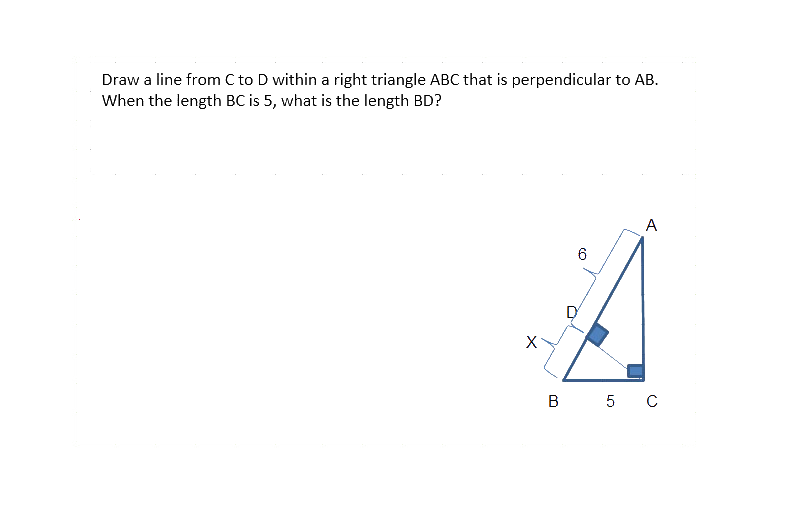 Draw a line from C to D within a right triangle ABC that is perpendicular to AB.
When the length BC is 5, what is the length BD?
A
6
D
X
B 5 C